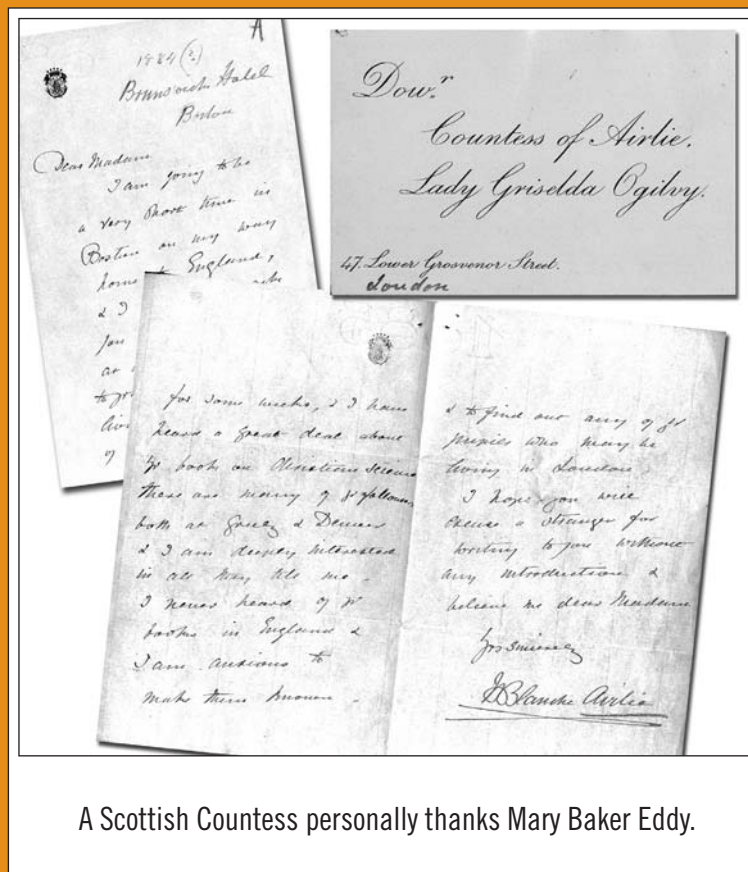 A
1884 (?)
Brunswick Hotel
Boston
Dear Madam
I am going to be
a very short time in
Boston on my way
home to England,
& I
you
as
to
of
Dowr.
Countess of Airlie.
Lady Griselda Ogilvy.
47. Lower Grosvenor Street.
London
for some weeks, & I have
heard a great deal about
yr book on Christian Science
there are many of yr followers
both at Greeley & Denver
& I am deeply interested
in all they tell me.
I never heard of yr
books in England &
I am anxious to
make them known.
& to find out any of yr
pupils who may be
living in London.
I hope you will
excuse a stranger for
writing to you without
any introduction &
believe me dear Madame
Yrs sincerely
Blanche Airlie
A Scottish Countess personally thanks Mary Baker Eddy.